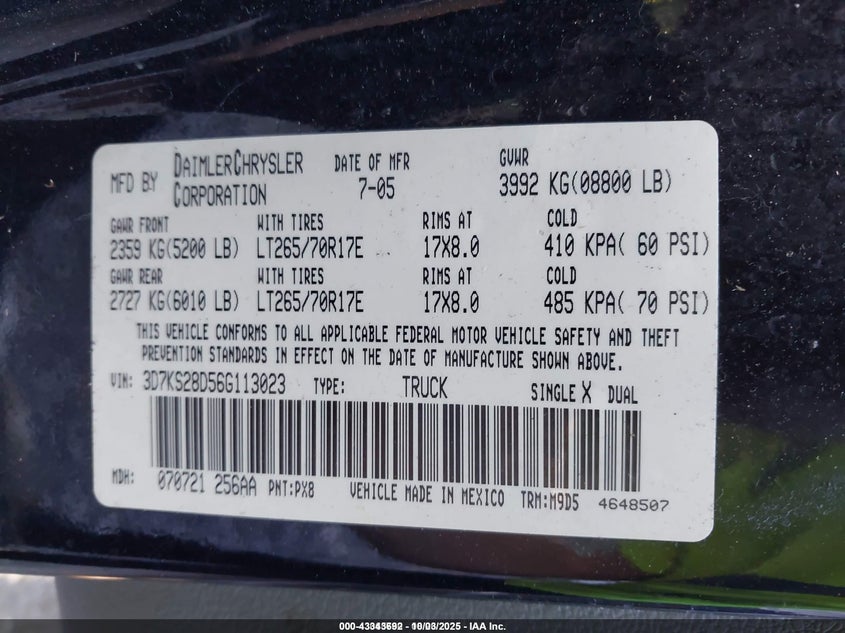 MFD BY DAIMLERCHRYSLER CORPORATION DATE OF MFR 7-05 GVWR 3992 KG(08800 LB)
GAWR FRONT WITH TIRES RIMS AT COLD
2359 KG(5200 LB) LT265/70R17E 17X8.0 410 KPA( 60 PSI)
GAWR REAR WITH TIRES RIMS AT COLD
2727 KG(6010 LB) LT265/70R17E 17X8.0 485 KPA( 70 PSI)
THIS VEHICLE CONFORMS TO ALL APPLICABLE FEDERAL MOTOR VEHICLE SAFETY AND THEFT
PREVENTION STANDARDS IN EFFECT ON THE DATE OF MANUFACTURE SHOWN ABOVE.
VIN: 3D7KS28D56G113023 TYPE: TRUCK SINGLE X DUAL
MDH: 070721 256AA PNT:PX8 VEHICLE MADE IN MEXICO TRM:M9D5 4648507
- IAA Inc.